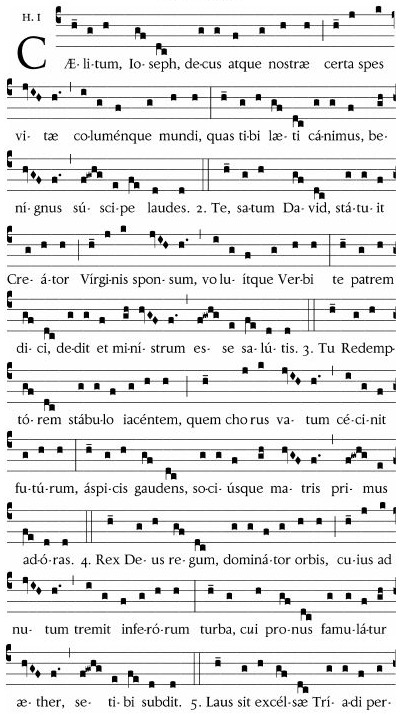 H. I
CÆ- li- tum, Io- seph, de- cus atque nostræ certa spes
vi- tæ co- luménque mundi, quas ti- bi læ- ti cá- nimus, be-
ní- gnus sú- sci- pe laudes. 2. Te, sa- tum Da- vid, stá- tu- it
Cre- á- tor Vírgi- nis spon- sum, vo lu- ítque Ver- bi te patrem
di- ci, de- dit et mi- ní- strum es- se sa- lú- tis. 3. Tu Redemp-
tó- rem stábu- lo iacéntem, quem cho rus va- tum cé- ci- nit
fu- tú- rum, áspi- cis gaudens, so- ci- úsque ma- tris pri- mus
ad- ó- ras. 4. Rex De- us re- gum, dominá- tor orbis, cu- ius ad
nu- tum tremit infe- ró- rum turba, cui pro- nus famu- lá- tur
æ- ther, se- ti- bi subdit. 5. Laus sit excél- sæ Trí- a- di per-